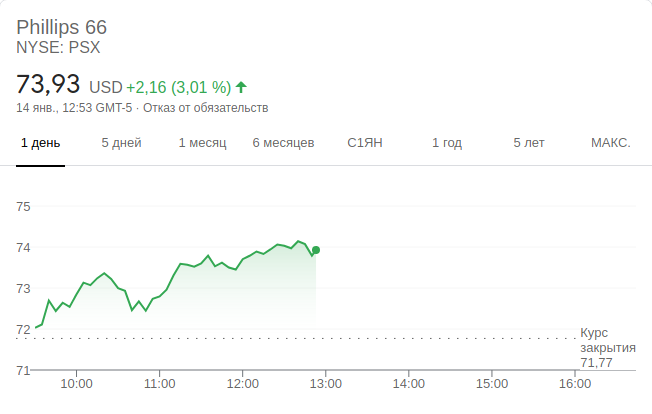 Phillips 66
NYSE: PSX
73,93 USD +2,16 (3,01 %)
14 янв., 12:53 GMT-5 · Отказ от обязательств
1 день 5 дней 1 месяц 6 месяцев С1ЯН 1 год 5 лет МАКС.
75
74
73
72
Курс
закрытия
71,77
71
10:00 11:00 12:00 13:00 14:00 15:00 16:00